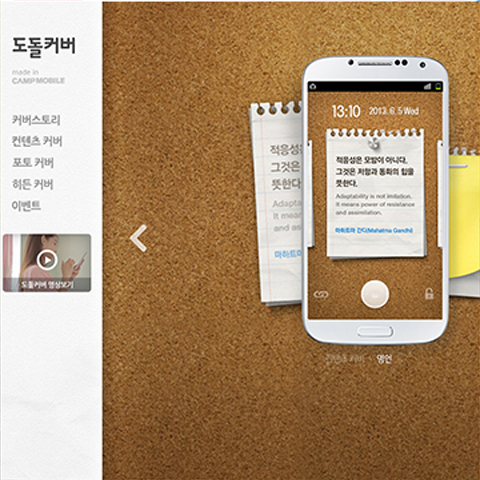 도돌커버
made in
CAMPMOBILE
커버스토리
컨텐츠 커버
포토 커버
히든 커버
이벤트
도돌커버 영상보기
적응성은
그것은 저
뜻한다.
Adapta
It mean
and as
마하트마
13:10 2013. 6. 5 Wed
적응성은 모방이 아니다.
그것은 저항과 동화의 힘을
뜻한다.
Adaptability is not imitation.
It means power of resistance
and assimilation.
마하트마 간디(Mahatma Gandhi)
컨텐츠 커버 명언